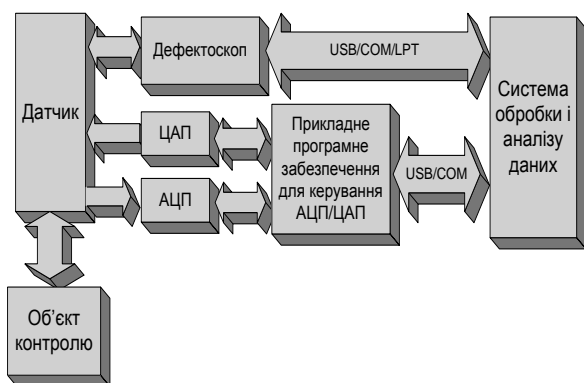 Дефектоскоп
USB/COM/LPT
Датчик
Система
обробки і
аналізу
даних
ЦАП
Прикладне
програмне
забезпечення
для керування
АЦП/ЦАП
USB/COM
АЦП
Об’єкт
контролю